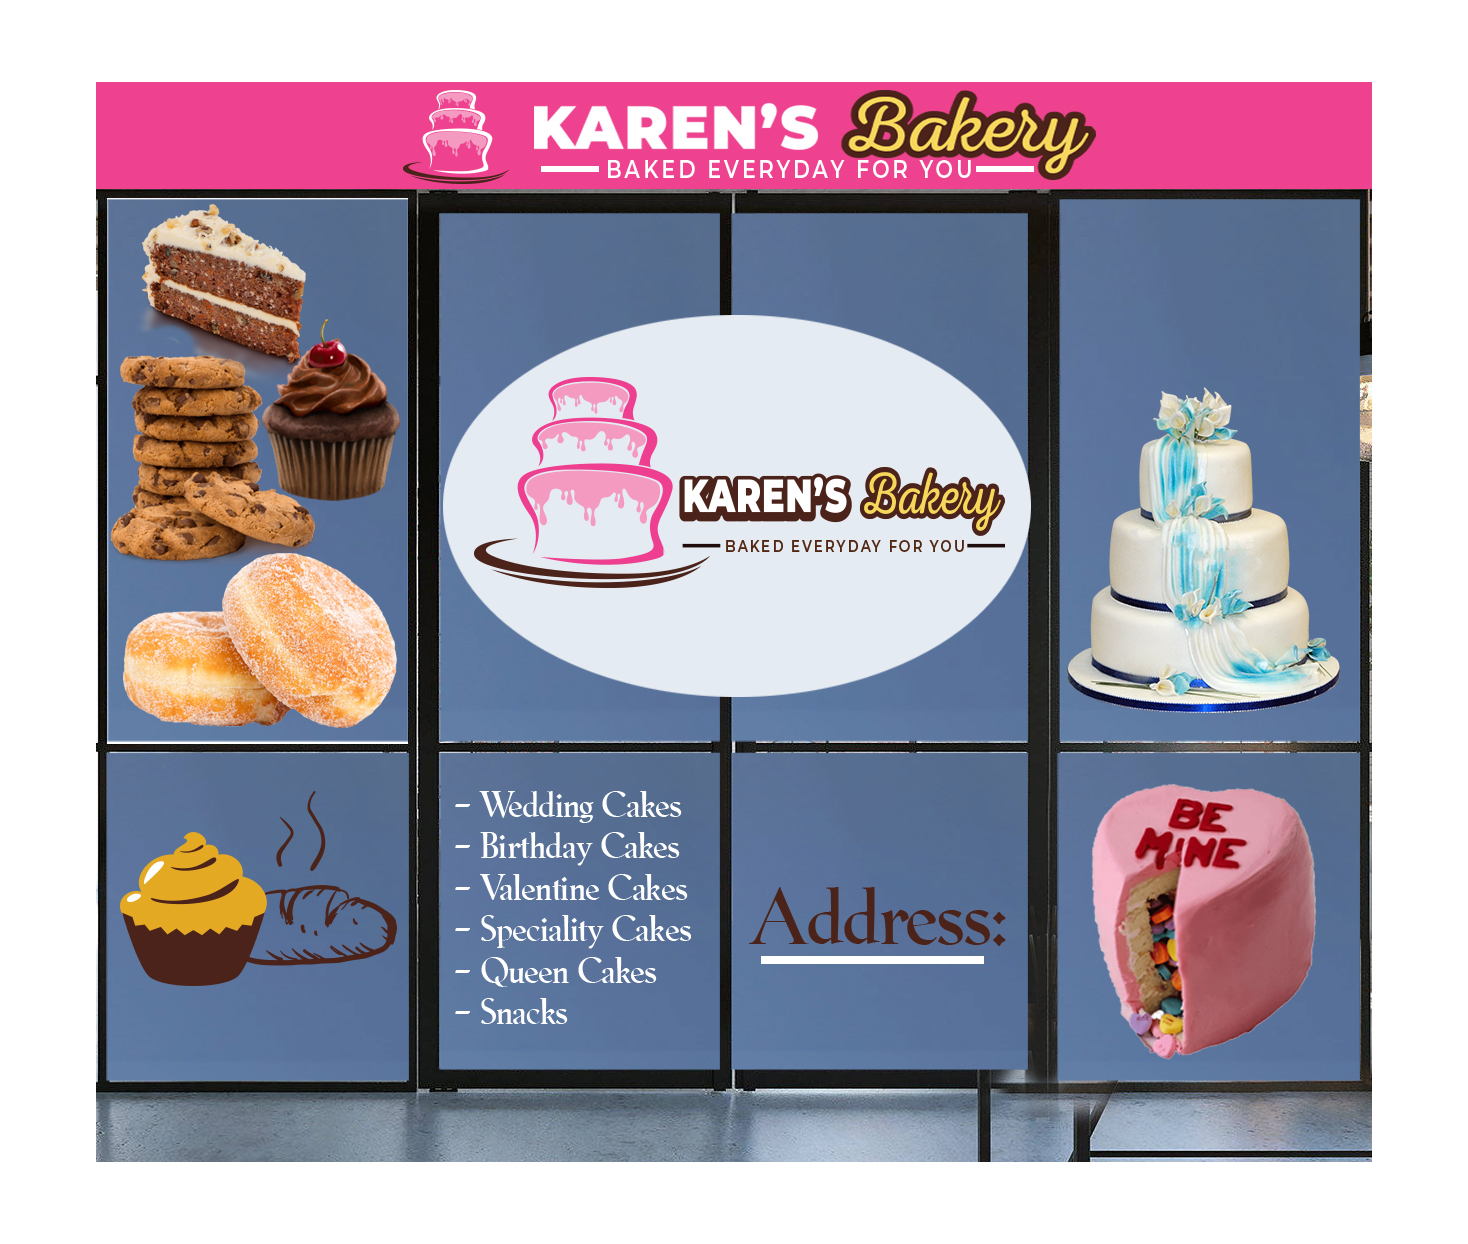 KAREN'S Bakery
BAKED EVERYDAY FOR YOU
KAREN'S Bakery
BAKED EVERYDAY FOR YOU
- Wedding Cakes
- Birthday Cakes
- Valentine Cakes
- Speciality Cakes
- Queen Cakes
- Snacks
Address:
BE
MINE